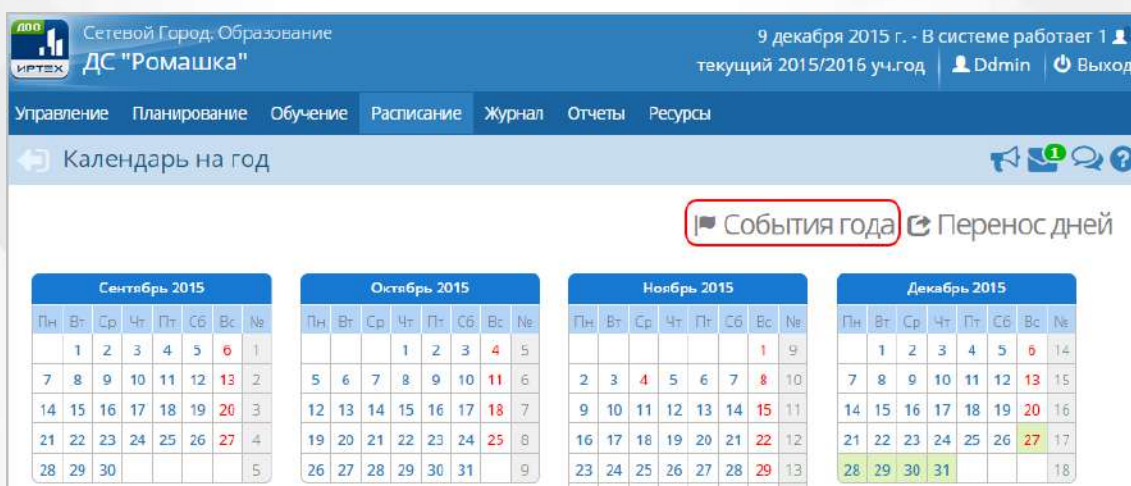 ДОО
ИРТЕХ
Сетевой Город. Образование
ДС "Ромашка"
9 декабря 2015 г. - В системе работает 1
текущий 2015/2016 уч.год Ddmin Выход
Управление Планирование Обучение Расписание Журнал Отчеты Ресурсы
Календарь на год
1 ?
События года Перенос дней
Сентябрь 2015
Пн Вт Ср Чт Пт Сб Вс №
1 2 3 4 5 6 1
7 8 9 10 11 12 13 2
14 15 16 17 18 19 20 3
21 22 23 24 25 26 27 4
28 29 30 5
Октябрь 2015
Пн Вт Ср Чт Пт Сб Вс №
1 2 3 4 5
5 6 7 8 9 10 11 6
12 13 14 15 16 17 18 7
19 20 21 22 23 24 25 8
26 27 28 29 30 31 9
Ноябрь 2015
Пн Вт Ср Чт Пт Сб Вс №
1 9
2 3 4 5 6 7 8 10
9 10 11 12 13 14 15 11
16 17 18 19 20 21 22 12
23 24 25 26 27 28 29 13
Декабрь 2015
Пн Вт Ср Чт Пт Сб Вс №
1 2 3 4 5 6 14
7 8 9 10 11 12 13 15
14 15 16 17 18 19 20 16
21 22 23 24 25 26 27 17
28 29 30 31 18